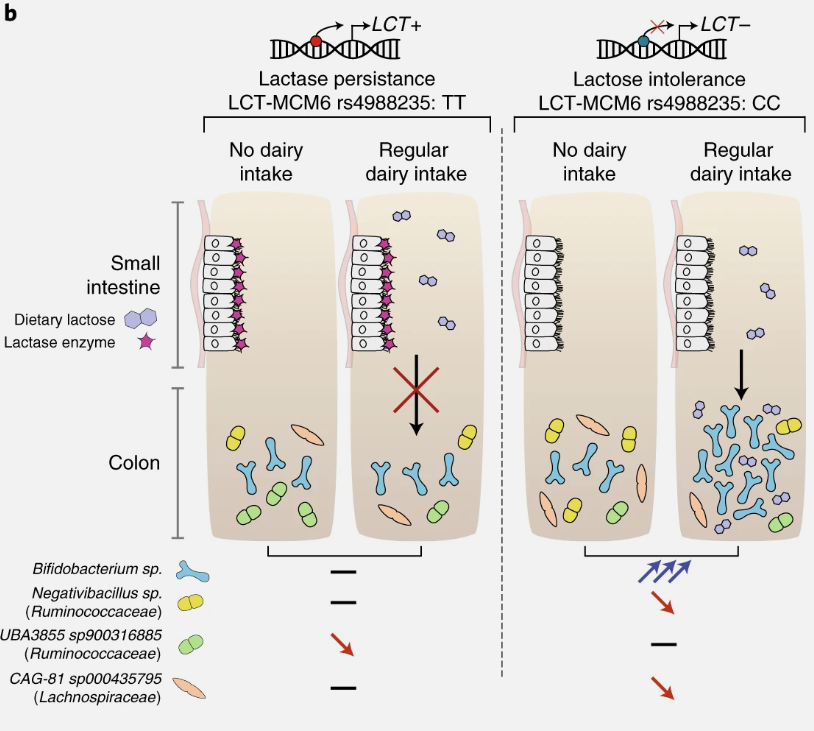 b
LCT+
LCT–
Lactase persistance
LCT-MCM6 rs4988235: TT
Lactose intolerance
LCT-MCM6 rs4988235: CC
No dairy
intake
Regular
dairy intake
No dairy
intake
Regular
dairy intake
Small
intestine
Dietary lactose
Lactase enzyme
Colon
Bifidobacterium sp.
Negativibacillus sp.
(Ruminococcaceae)
UBA3855 sp900316885
(Ruminococcaceae)
CAG-81 sp000435795
(Lachnospiraceae)